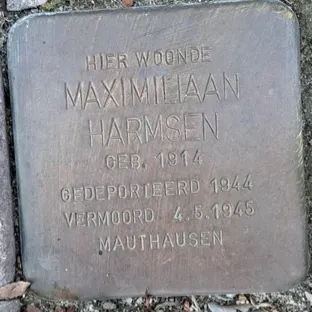 HIER WOONDE
MAXIMILIAAN
HARMSEN
GEB. 1914
GEDEPORTEERD 1944
VERMOORD 4.5.1945
MAUTHAUSEN